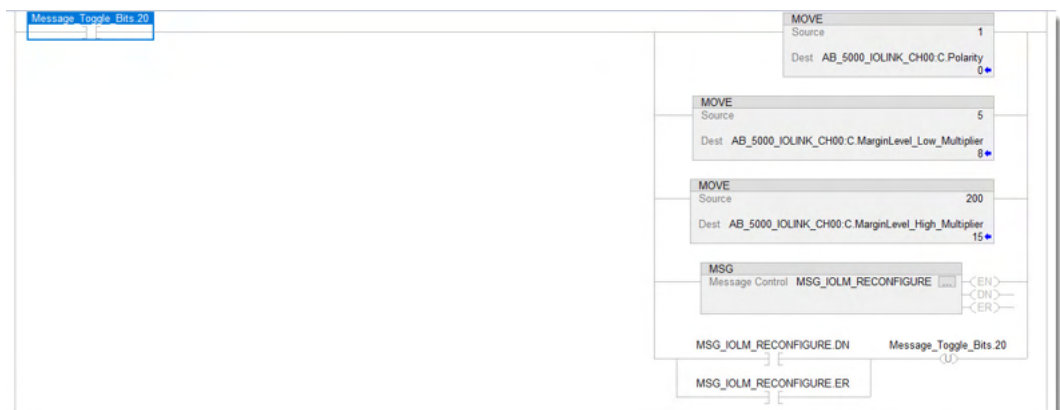 Message_Toggle_Bits.20
MOVE
Source 1
Dest AB_5000_IOLINK_CH00:C.Polarity
0
MOVE
Source 5
Dest AB_5000_IOLINK_CH00:C.MarginLevel_Low_Multiplier
8
MOVE
Source 200
Dest AB_5000_IOLINK_CH00:C.MarginLevel_High_Multiplier
15
MSG
Message Control MSG_IOLM_RECONFIGURE ... EN
DN
ER
MSG_IOLM_RECONFIGURE.DN Message_Toggle_Bits.20
U
MSG_IOLM_RECONFIGURE.ER